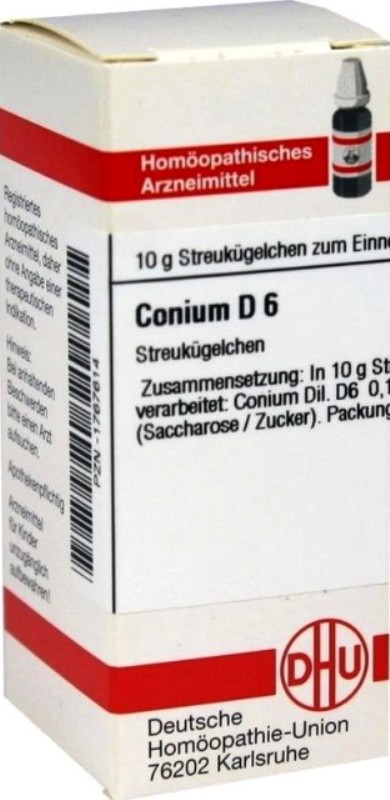 Homöopathisches
Arzneimittel
10 g Streukügelchen zum Einne
Conium D 6
Streukügelchen
Zusammensetzung: In 10 g St
verarbeitet: Conium Dil. D6 0,1
(Saccharose / Zucker). Packung
DHU
Deutsche
Homöopathie-Union
76202 Karlsruhe
Registriertes
homöopathisches
Arzneimittel, daher
ohne Angabe einer
therapeutischen
Indikation.
Hinweis:
Bei anhaltenden
Beschwerden
bitte einen Arzt
aufsuchen.
Apothekenpflichtig
Arzneimittel
für Kinder
unzugänglich
aufbewahren!
PZN -1767614